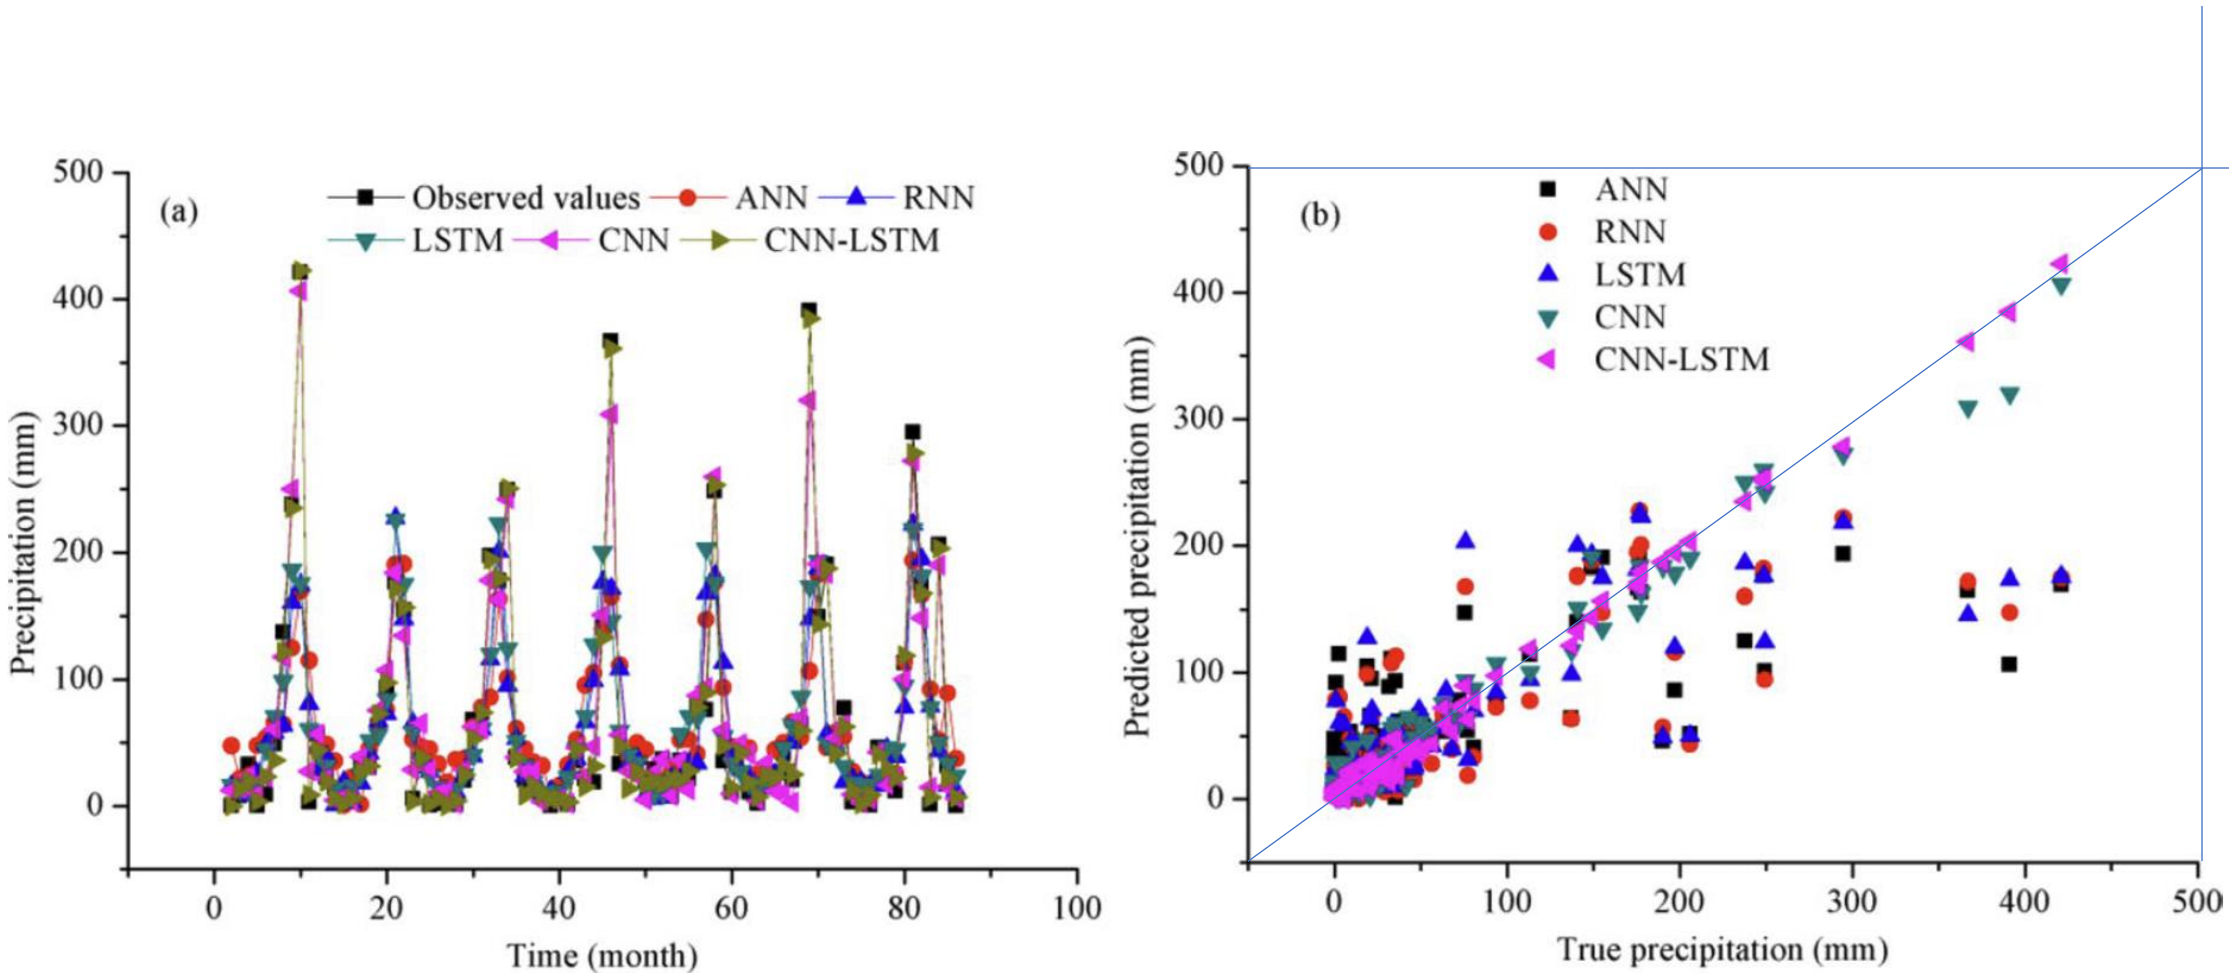 (a)
Observed values ANN RNN
LSTM CNN CNN-LSTM
500
400
300
200
100
0
Precipitation (mm)
0 20 40 60 80 100
Time (month)
(b)
ANN
RNN
LSTM
CNN
CNN-LSTM
500
400
300
200
100
0
Predicted precipitation (mm)
0 100 200 300 400 500
True precipitation (mm)